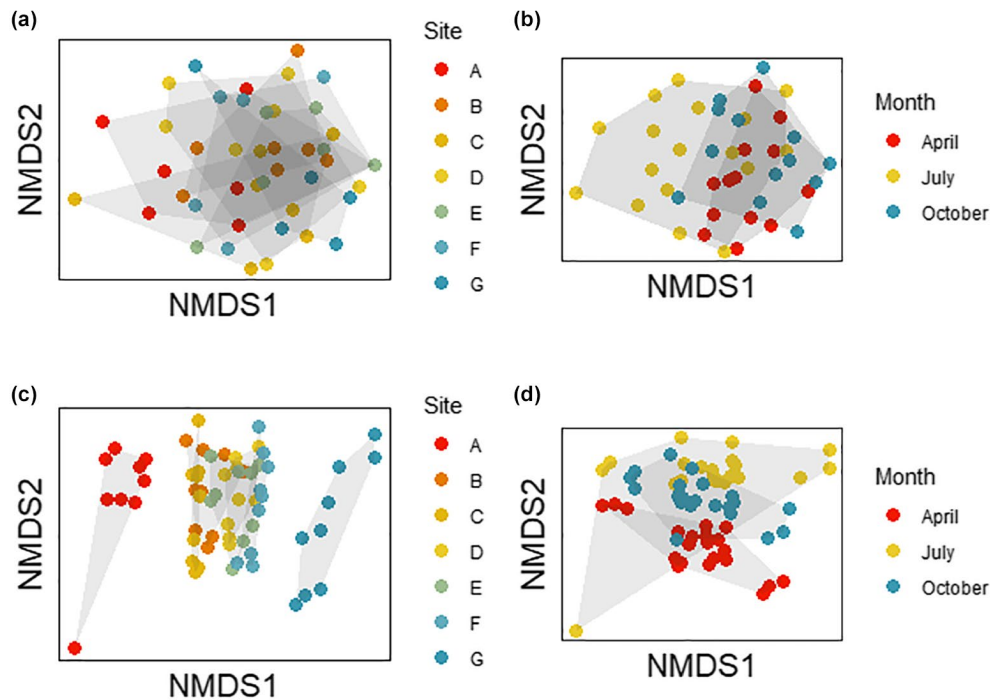 (a)
Site
A
B
C
D
E
F
G
NMDS2
NMDS1
(b)
Month
April
July
October
NMDS2
NMDS1
(c)
Site
A
B
C
D
E
F
G
NMDS2
NMDS1
(d)
Month
April
July
October
NMDS2
NMDS1